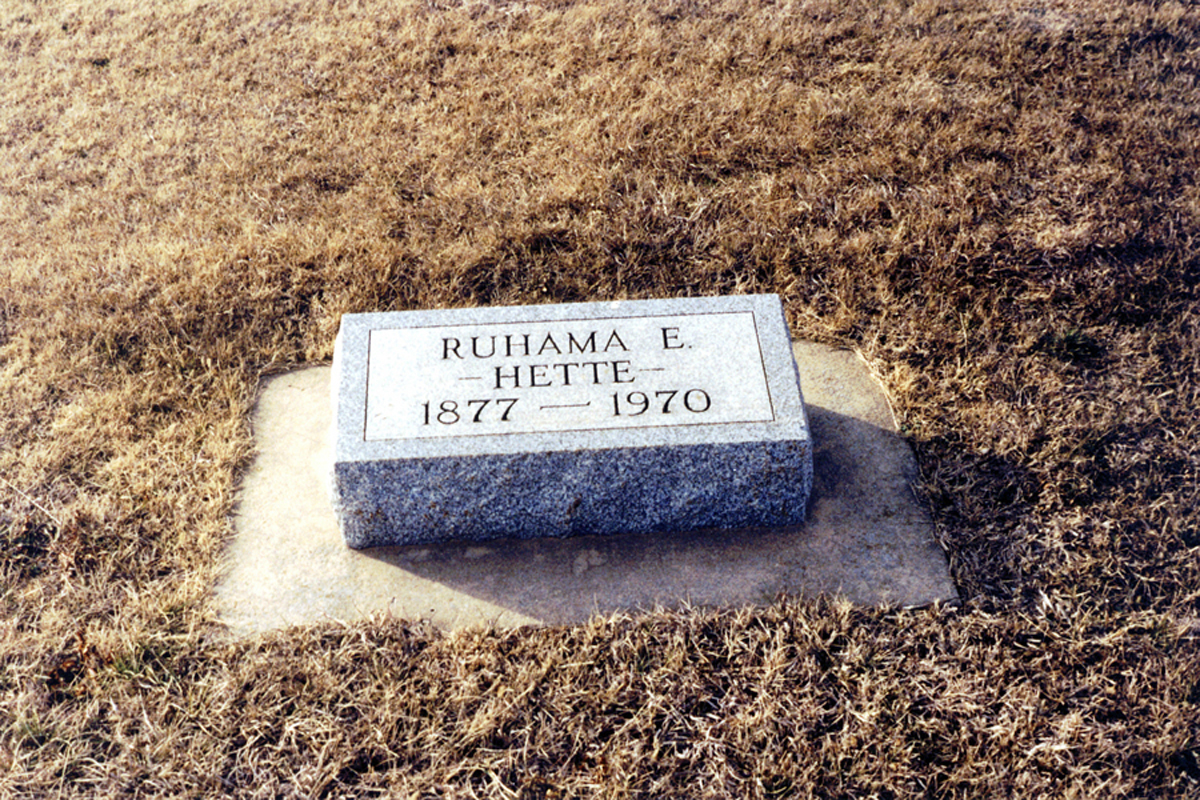 RUHAMA E.
– HETTE –
1877 — 1970